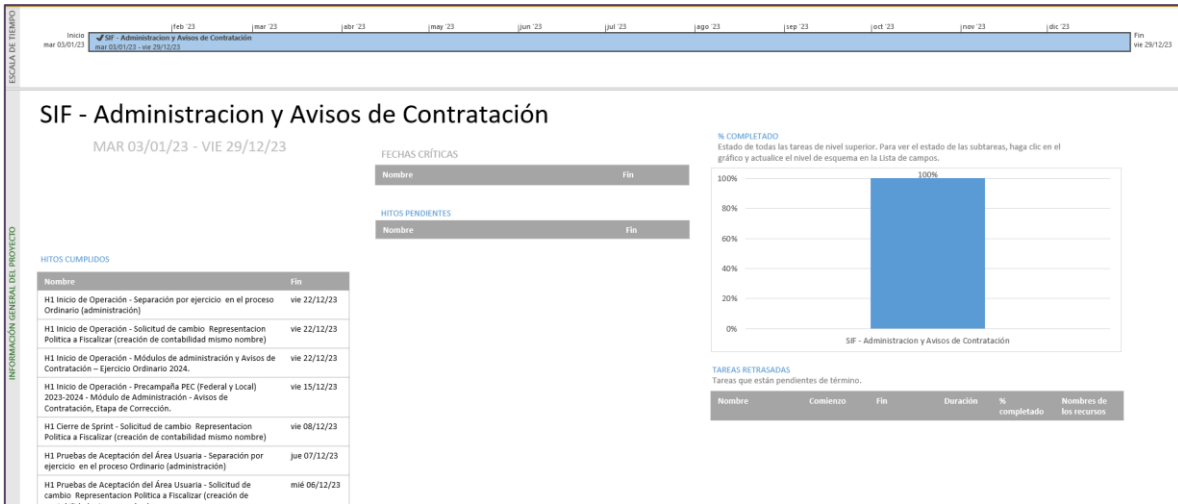 ESCALA DE TIEMPO
feb '23 mar '23 abr '23 may '23 jun '23 jul '23 ago '23 sep '23 oct '23 nov '23 dic '23
Inicio
mar 03/01/23
SIF - Administracion y Avisos de Contratación
mar 03/01/23 - vie 29/12/23
Fin
vie 29/12/23
INFORMACIÓN GENERAL DEL PROYECTO
SIF - Administracion y Avisos de Contratación
MAR 03/01/23 - VIE 29/12/23
HITOS CUMPLIDOS
Nombre Fin
H1 Inicio de Operación - Separación por ejercicio en el proceso vie 22/12/23
Ordinario (administración)
H1 Inicio de Operación - Solicitud de cambio Representacion vie 22/12/23
Politica a Fiscalizar (creación de contabilidad mismo nombre)
H1 Inicio de Operación - Módulos de administración y Avisos de vie 22/12/23
Contratación – Ejercicio Ordinario 2024.
H1 Inicio de Operación - Precampaña PEC (Federal y Local) vie 15/12/23
2023-2024 - Módulo de Administración - Avisos de
Contratación, Etapa de Corrección.
H1 Cierre de Sprint - Solicitud de cambio Representacion vie 08/12/23
Politica a Fiscalizar (creación de contabilidad mismo nombre)
H1 Pruebas de Aceptación del Área Usuaria - Separación por jue 07/12/23
ejercicio en el proceso Ordinario (administración)
H1 Pruebas de Aceptación del Área Usuaria - Solicitud de mié 06/12/23
cambio Representacion Politica a Fiscalizar (creación de
FECHAS CRÍTICAS
Nombre Fin
HITOS PENDIENTES
Nombre Fin
% COMPLETADO
Estado de todas las tareas de nivel superior. Para ver el estado de las subtareas, haga clic en el
gráfico y actualice el nivel de esquema en la Lista de campos.
100%
100%
80%
60%
40%
20%
0%
SIF - Administracion y Avisos de Contratación
TAREAS RETRASADAS
Tareas que están pendientes de término.
Nombre Comienzo Fin Duración % Nombres de
completado los recursos